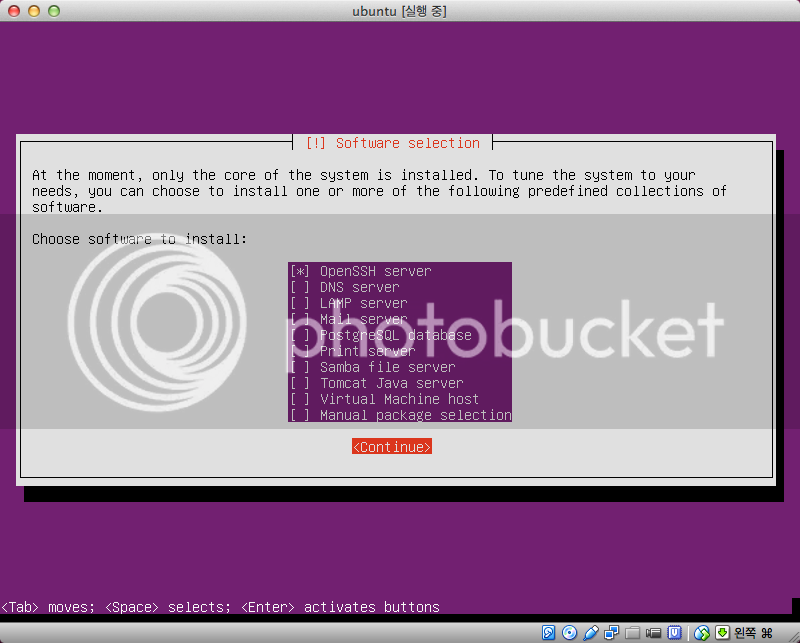 ubuntu [실행 중]
[!] Software selection
At the moment, only the core of the system is installed. To tune the system to your
needs, you can choose to install one or more of the following predefined collections of
software.
Choose software to install:
[*] OpenSSH server
[ ] DNS server
[ ] LAMP server
[ ] Mail server
[ ] PostgreSQL database
[ ] Print server
[ ] Samba file server
[ ] Tomcat Java server
[ ] Virtual Machine host
[ ] Manual package selection
photobucket
<Continue>
<Tab> moves; <Space> selects; <Enter> activates buttons
왼쪽 ⌘